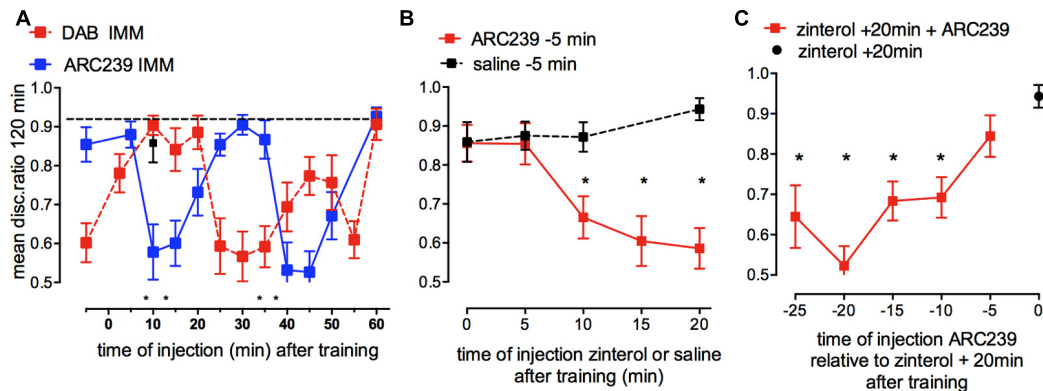 A
DAB IMM
ARC239 IMM
mean disc.ratio 120 min
1.0
0.9
0.8
0.7
0.6
0.5
* * * *
0 10 20 30 40 50 60
time of injection (min) after training
B
ARC239 -5 min
saline -5 min
1.0
0.9
0.8
0.7
0.6
0.5
* * *
0 5 10 15 20
time of injection zinterol or saline
after training (min)
C
zinterol +20min + ARC239
zinterol +20min
1.0
0.9
0.8
0.7
0.6
0.5
* * * *
-25 -20 -15 -10 -5 0
time of injection ARC239
relative to zinterol + 20min
after training